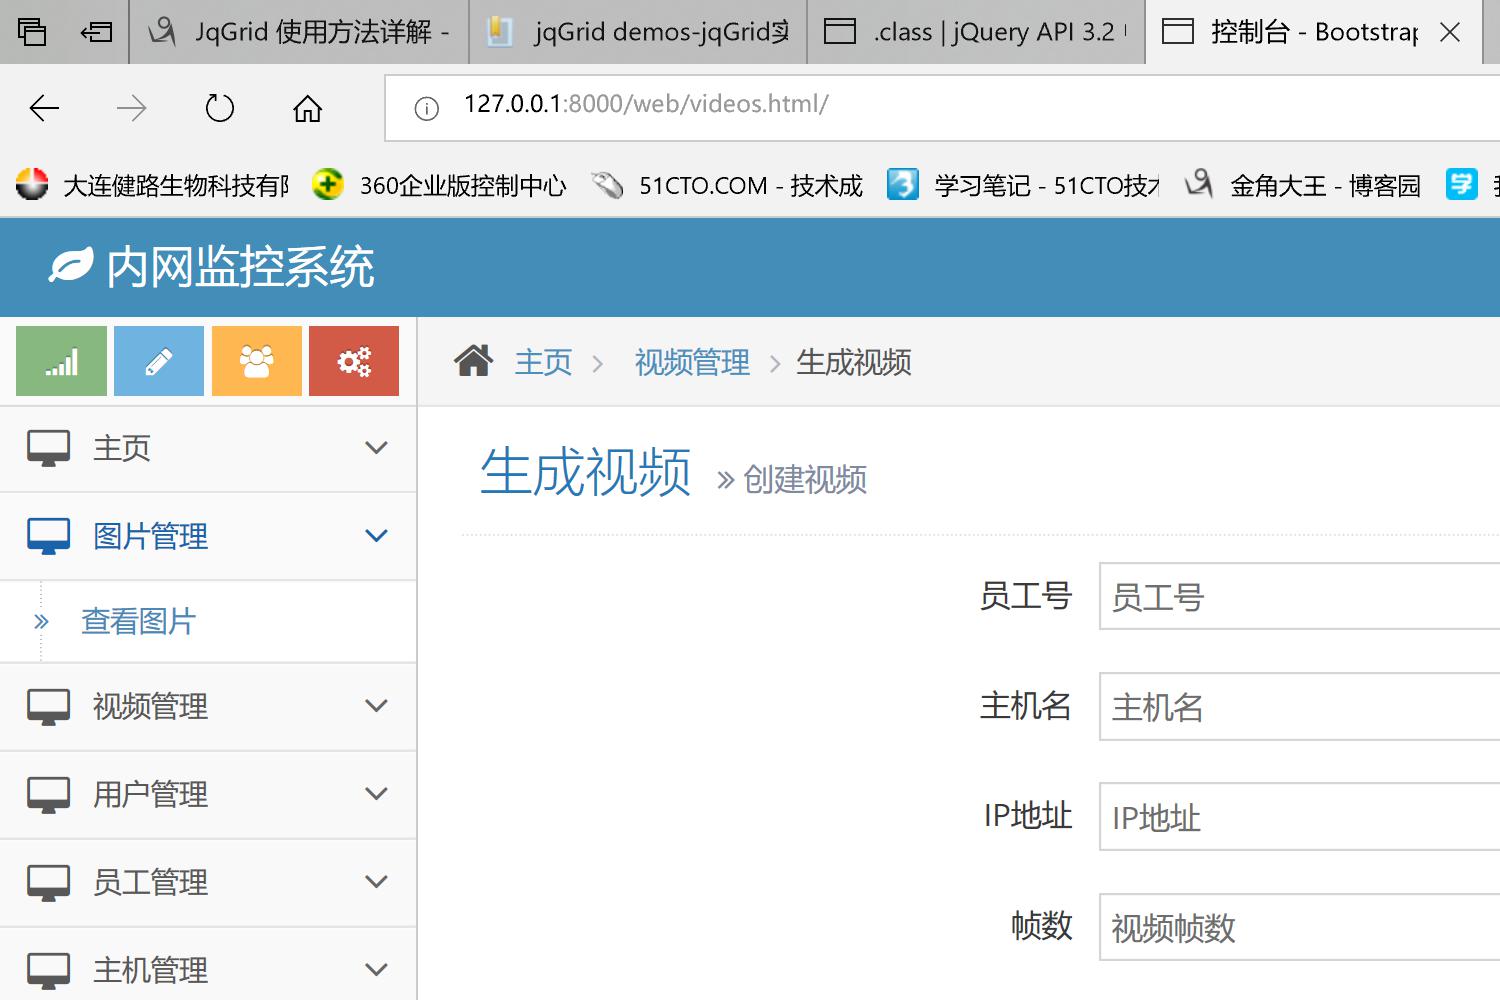 JqGrid 使用方法详解 -
jqGrid demos-jqGrid实
.class | jQuery API 3.2
控制台 - Bootstrap
127.0.0.1:8000/web/videos.html/
大连健路生物科技有限
360企业版控制中心
51CTO.COM - 技术成
学习笔记 - 51CTO技术
金角大王 - 博客园
学
内网监控系统
主页 > 视频管理 > 生成视频
主页
图片管理
» 查看图片
视频管理
用户管理
员工管理
主机管理
生成视频 » 创建视频
员工号 员工号
主机名 主机名
IP地址 IP地址
帧数 视频帧数